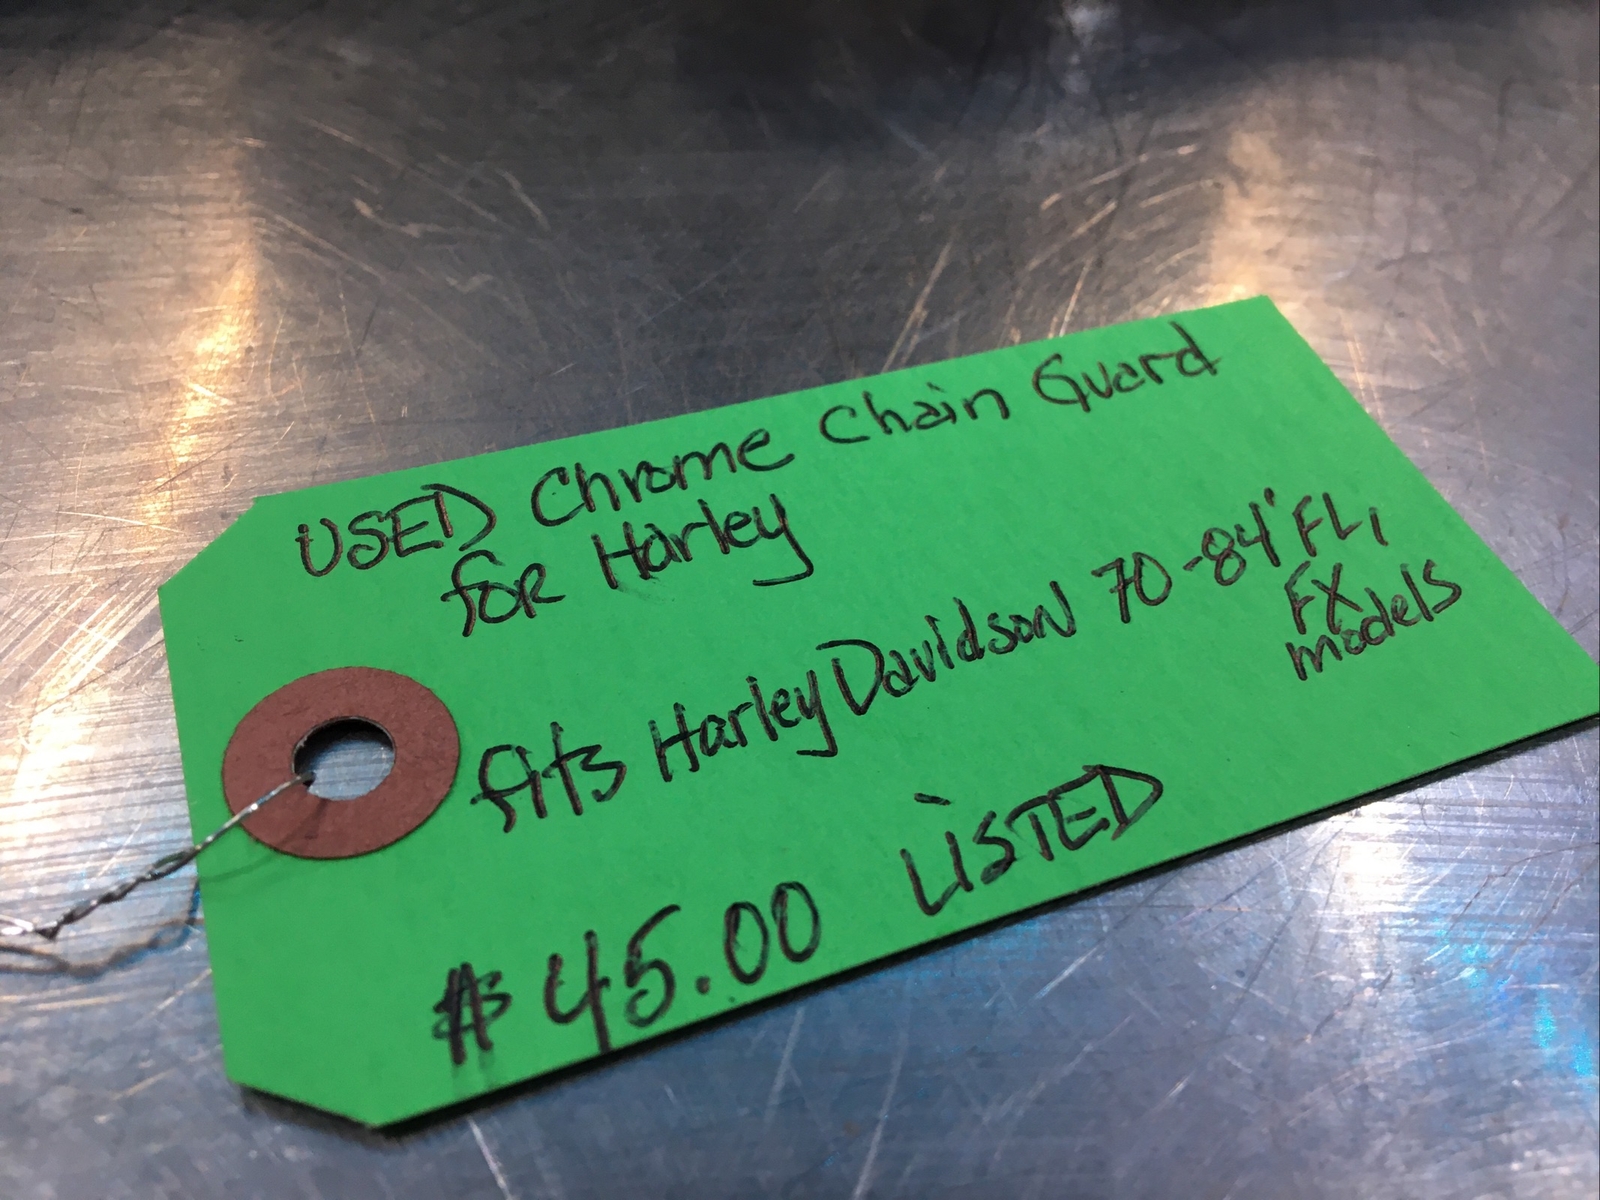 USED Chrome Chain Guard
for Harley
fits Harley Davidson 70-84' FL,
FX
models
$45.00 LISTED